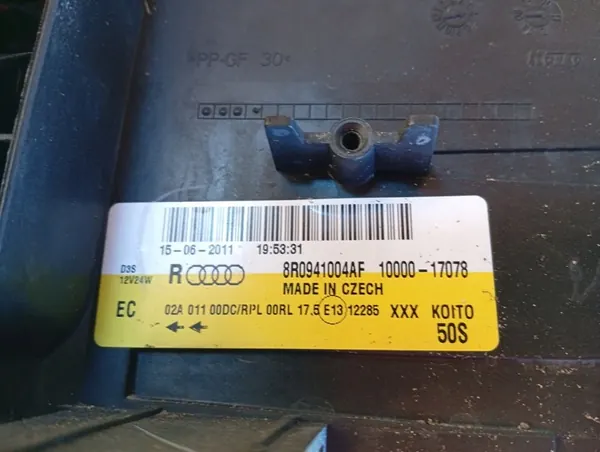 >PP-GF 30<
15-06-2011 19:53:31
D3S
12V24W
R
8R0941004AF 10000-17078
MADE IN CZECH
EC 02A 011 00DC/RPL 00RL 17.5 E13 12285 XXX KOITO
50S